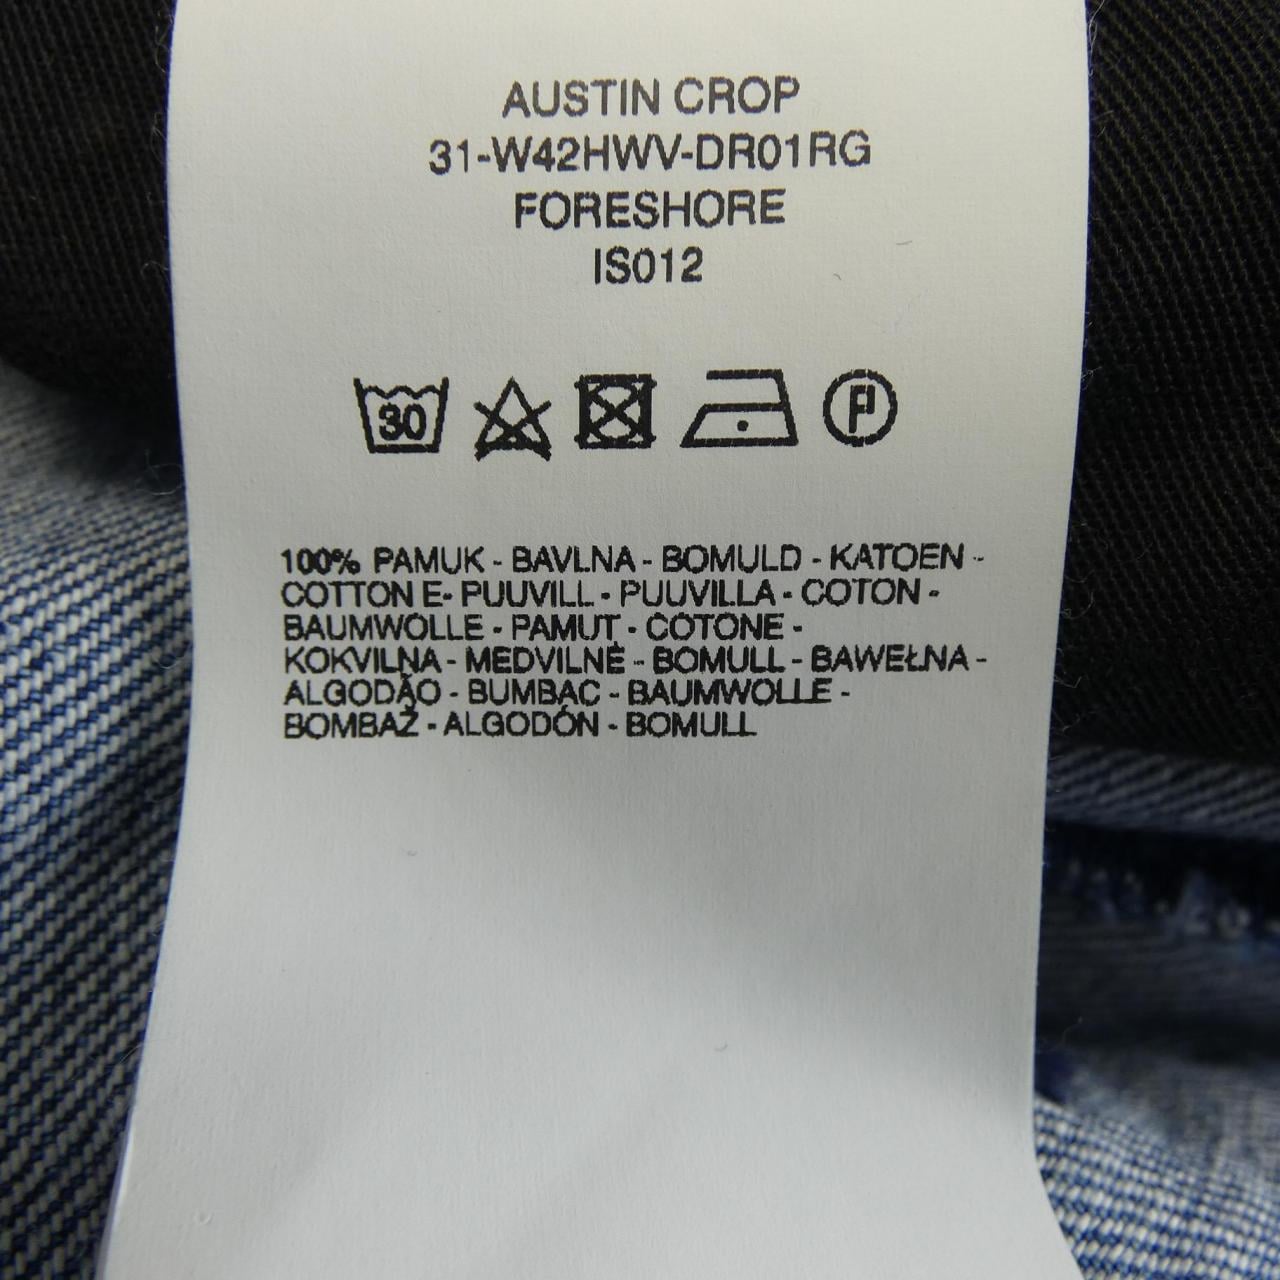 AUSTIN CROP
31-W42HWV-DR01RG
FORESHORE
IS012
30 P
100% PAMUK - BAVLNA - BOMULD - KATOEN -
COTTON E- PUUVILL - PUUVILLA - COTON -
BAUMWOLLE - PAMUT - COTONE -
KOKVILŅA - MEDVILNĖ - BOMULL - BAWEŁNA -
ALGODÃO - BUMBAC - BAUMWOLLE -
BOMBAŽ - ALGODÓN - BOMULL